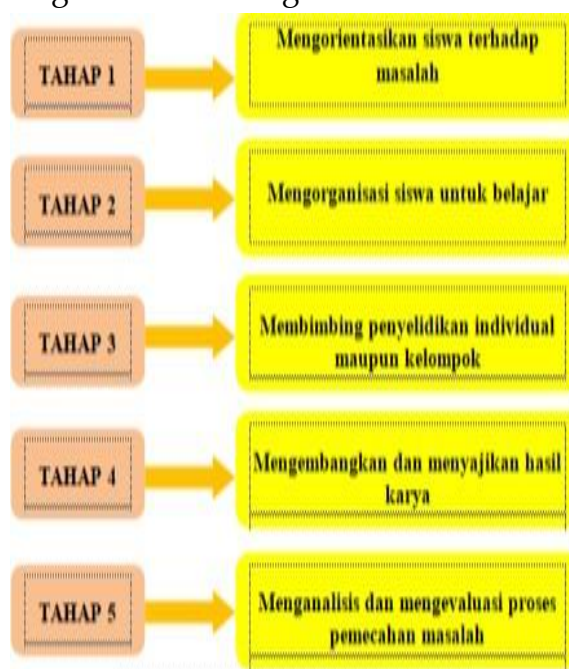 TAHAP 1
Mengorientasikan siswa terhadap
masalah
TAHAP 2
Mengorganisasi siswa untuk belajar
TAHAP 3
Membimbing penyelidikan individual
maupun kelompok
TAHAP 4
Mengembangkan dan menyajikan hasil
karya
TAHAP 5
Menganalisis dan mengevaluasi proses
pemecahan masalah